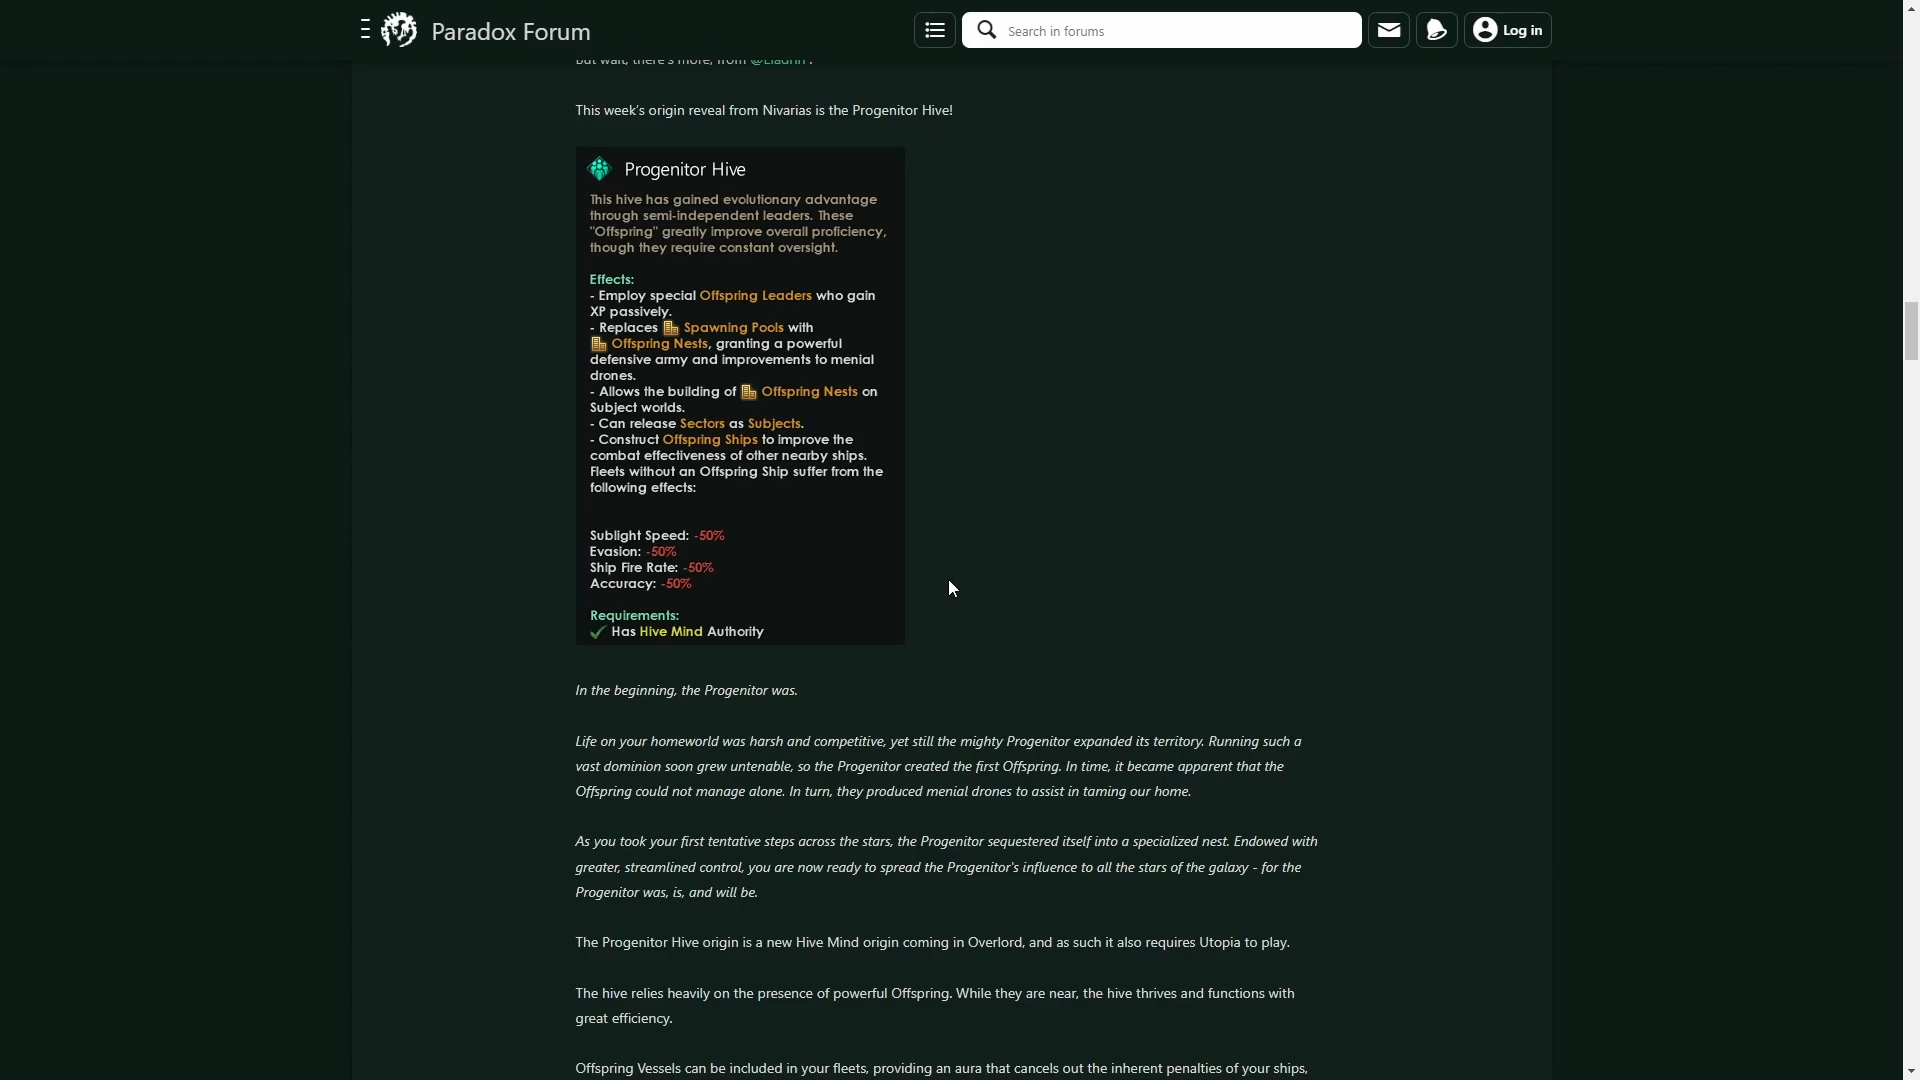 Paradox Forum
Search in forums
Log in
But wait, there's more, from @Eladrin .
This week's origin reveal from Nivarias is the Progenitor Hive!
Progenitor Hive
This hive has gained evolutionary advantage
through semi-independent leaders. These
"Offspring" greatly improve overall proficiency,
though they require constant oversight.
Effects:
- Employ special Offspring Leaders who gain
XP passively.
- Replaces Spawning Pools with
Offspring Nests, granting a powerful
defensive army and improvements to menial
drones.
- Allows the building of Offspring Nests on
Subject worlds.
- Can release Sectors as Subjects.
- Construct Offspring Ships to improve the
combat effectiveness of other nearby ships.
Fleets without an Offspring Ship suffer from the
following effects:
Sublight Speed: -50%
Evasion: -50%
Ship Fire Rate: -50%
Accuracy: -50%
Requirements:
Has Hive Mind Authority
In the beginning, the Progenitor was.
Life on your homeworld was harsh and competitive, yet still the mighty Progenitor expanded its territory. Running such a
vast dominion soon grew untenable, so the Progenitor created the first Offspring. In time, it became apparent that the
Offspring could not manage alone. In turn, they produced menial drones to assist in taming our home.
As you took your first tentative steps across the stars, the Progenitor sequestered itself into a specialized nest. Endowed with
greater, streamlined control, you are now ready to spread the Progenitor's influence to all the stars of the galaxy - for the
Progenitor was, is, and will be.
The Progenitor Hive origin is a new Hive Mind origin coming in Overlord, and as such it also requires Utopia to play.
The hive relies heavily on the presence of powerful Offspring. While they are near, the hive thrives and functions with
great efficiency.
Offspring Vessels can be included in your fleets, providing an aura that cancels out the inherent penalties of your ships,